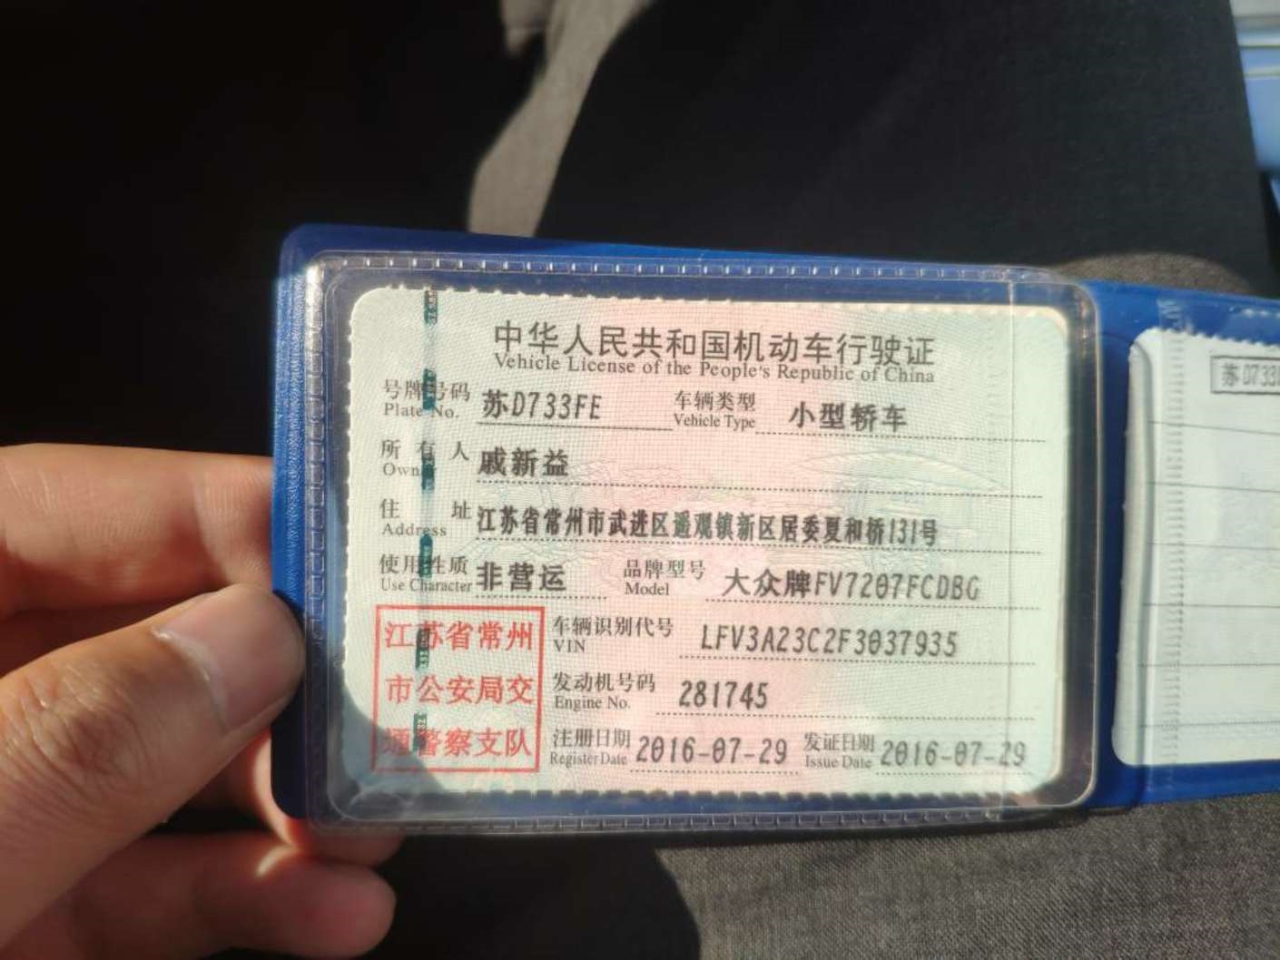 中华人民共和国机动车行驶证
Vehicle License of the People's Republic of China
号牌号码 苏D733FE 车辆类型 小型轿车
Plate No. Vehicle Type
所有人 戚新益
Owner
住址 江苏省常州市武进区遥观镇新区居委夏和桥131号
Address
使用性质 非营运 品牌型号 大众牌FV7207FCDBG
Use Character Model
江苏省常州
市公安局交
通警察支队
车辆识别代号 LFV3A23C2F3037935
VIN
发动机号码 281745
Engine No.
注册日期 2016-07-29 发证日期 2016-07-29
Register Date Issue Date
苏D733